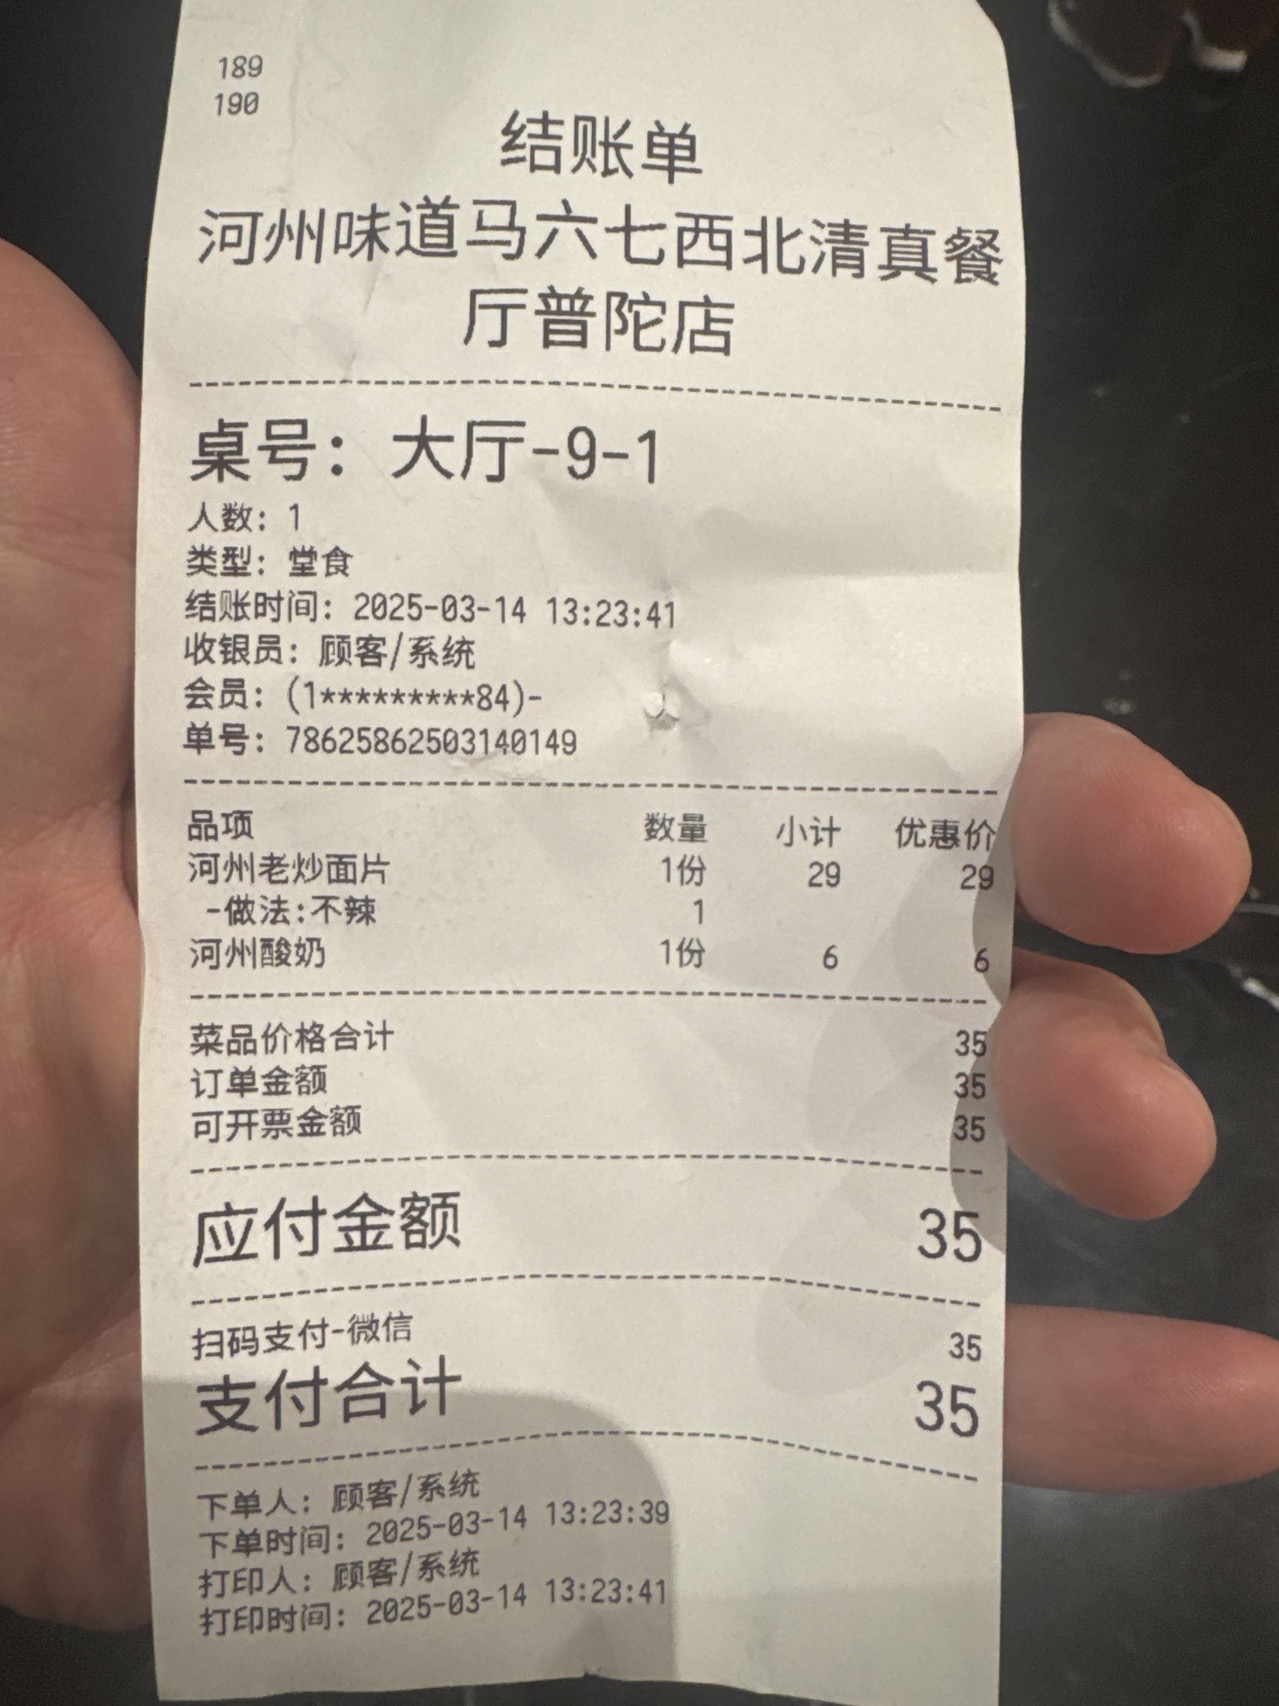 189
190
结账单
河州味道马六七西北清真餐
厅普陀店
桌号：大厅-9-1
人数：1
类型：堂食
结账时间：2025-03-14 13:23:41
收银员：顾客/系统
会员：(1*********84)-
单号：78625862503140149
品项 数量 小计 优惠价
河州老炒面片 1份 29 29
-做法:不辣 1
河州酸奶 1份 6 6
菜品价格合计 35
订单金额 35
可开票金额 35
应付金额 35
扫码支付-微信 35
支付合计 35
下单人：顾客/系统
下单时间：2025-03-14 13:23:39
打印人：顾客/系统
打印时间：2025-03-14 13:23:41